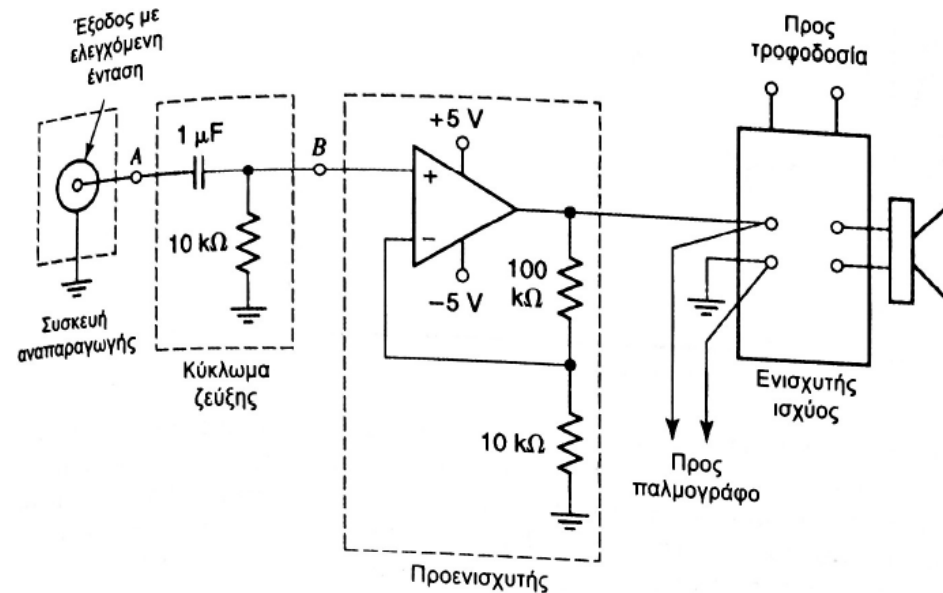 Έξοδος με
ελεγχόμενη
ένταση
A
1 μF
B
10 kΩ
Συσκευή
αναπαραγωγής
Κύκλωμα
ζεύξης
+5 V
+
−
−5 V
100
kΩ
10 kΩ
Προενισχυτής
Προς
τροφοδοσία
Ενισχυτής
ισχύος
Προς
παλμογράφο